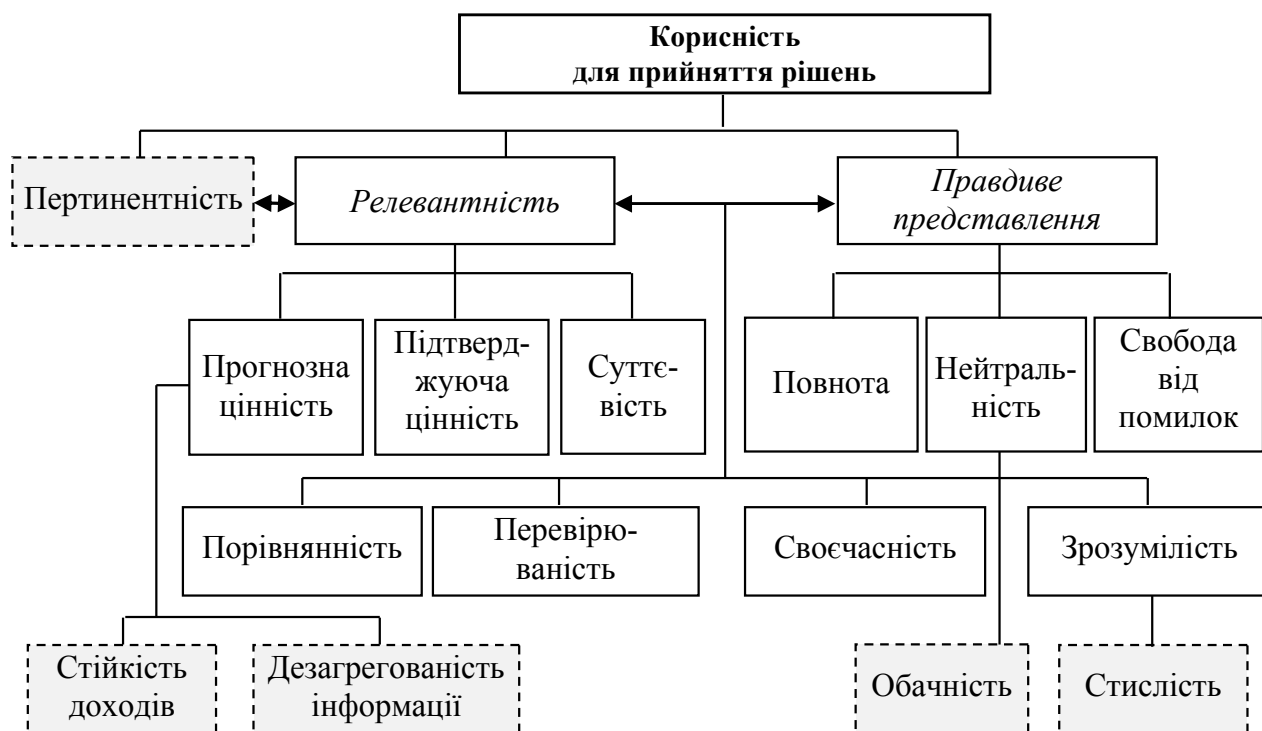 Корисність
для прийняття рішень
Пертинентність
Релевантність
Правдиве
представлення
Прогнозна
цінність
Підтверд-
жуюча
цінність
Суттє-
вість
Повнота
Нейтраль-
ність
Свобода
від
помилок
Порівнянність
Перевірю-
ваність
Своєчасність
Зрозумілість
Стійкість
доходів
Дезагрегованість
інформації
Обачність
Стислість